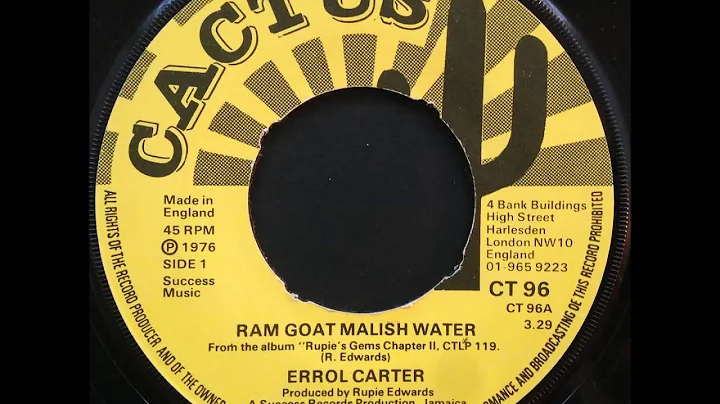 CACTUS
Made in
England
45 RPM
Ⓟ 1976
SIDE 1
Success
Music
4 Bank Buildings
High Street
Harlesden
London NW10
England
01-965 9223
CT 96
CT 96A
3.29
RAM GOAT MALISH WATER
From the album "Rupie's Gems Chapter II, CTLP 119.
(R. Edwards)
ERROL CARTER
Produced by Rupie Edwards
A Success Records Production, Jamaica
ALL RIGHTS OF THE RECORD PRODUCER AND OF THE OWNER
RMANCE AND BROADCASTING OF THIS RECORD PROHIBITED